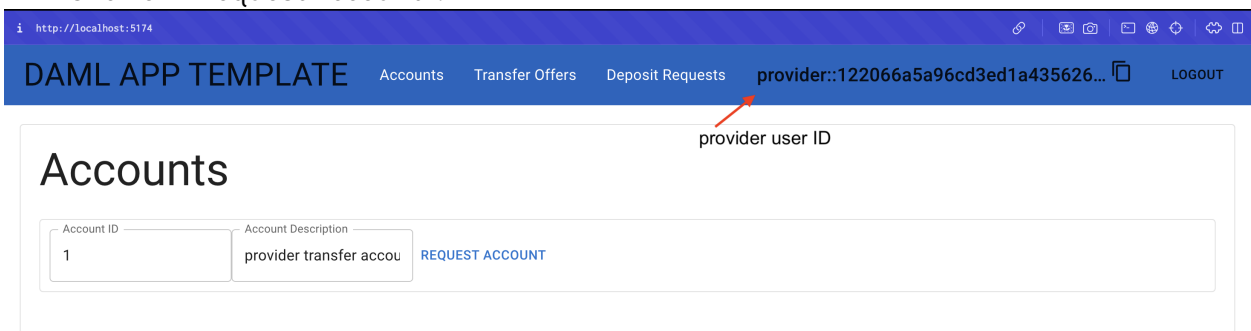 i http://localhost:5174
DAML APP TEMPLATE Accounts Transfer Offers Deposit Requests provider::122066a5a96cd3ed1a435626... LOGOUT
provider user ID
Accounts
Account ID Account Description
1 provider transfer accou REQUEST ACCOUNT